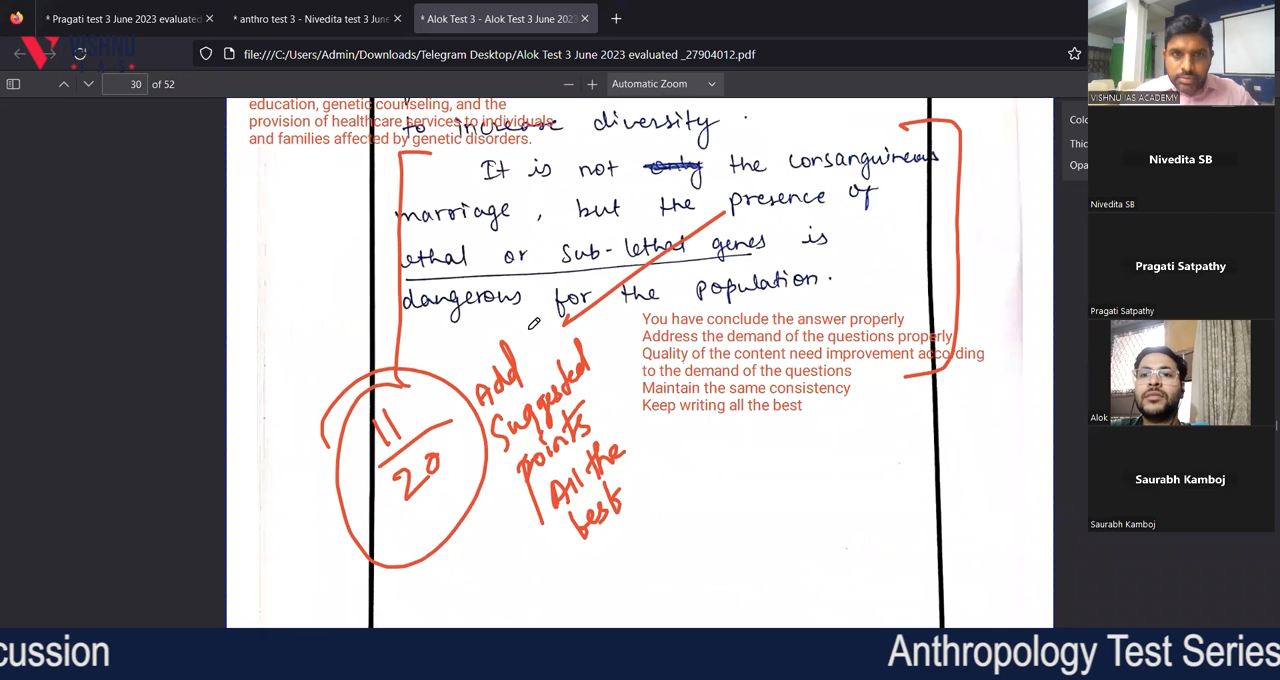 * Pragati test 3 June 2023 evaluated
* anthro test 3 - Nivedita test 3 June
* Alok Test 3 - Alok Test 3 June 2023
VISHNU
IAS
file:///C:/Users/Admin/Downloads/Telegram Desktop/Alok Test 3 June 2023 evaluated _27904012.pdf
30 of 52
Automatic Zoom
education, genetic counseling, and the
provision of healthcare services to individuals
and families affected by genetic disorders.
to increase diversity.
It is not only the consanguineous
marriage, but the presence of
ethal or sub-lethal genes is
dangerous for the population.
You have conclude the answer properly
Address the demand of the questions properly
Quality of the content need improvement according
to the demand of the questions
Maintain the same consistency
Keep writing all the best
Add
Suggested
points
All the
best
11
20
Colo
Thic
Opa
VISHNU IAS ACADEMY
Nivedita SB
Nivedita SB
Pragati Satpathy
Pragati Satpathy
Alok
Saurabh Kamboj
Saurabh Kamboj
cussion
Anthropology Test Series